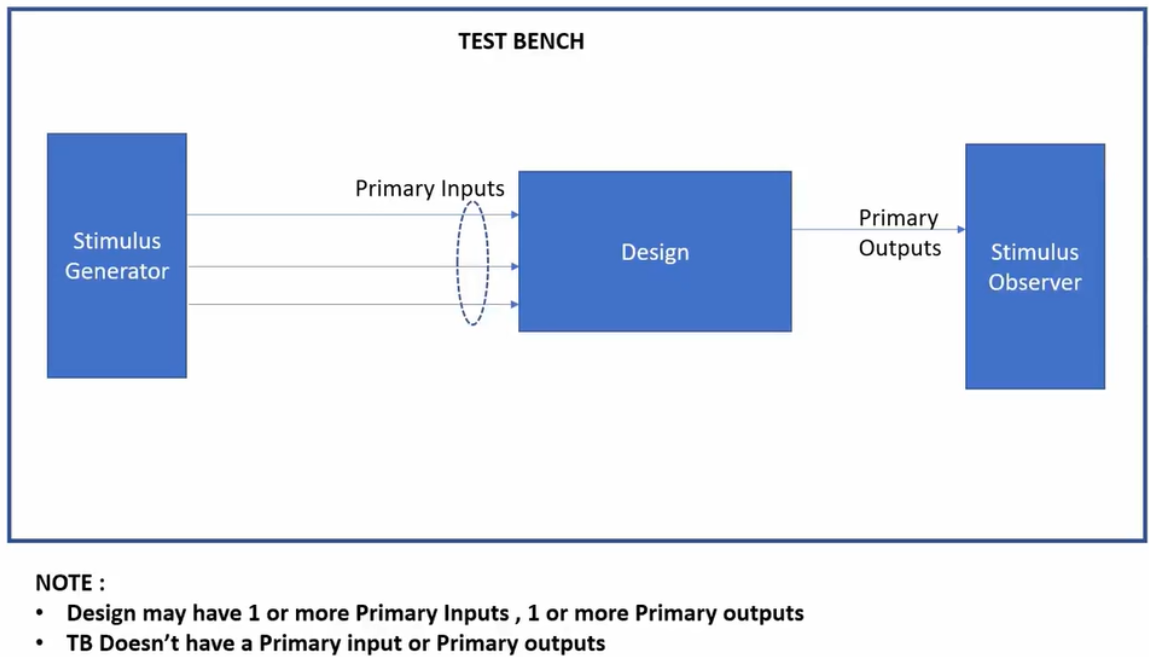 TEST BENCH
Primary Inputs
Stimulus
Generator
Design
Primary
Outputs
Stimulus
Observer
NOTE :
• Design may have 1 or more Primary Inputs , 1 or more Primary outputs
• TB Doesn’t have a Primary input or Primary outputs